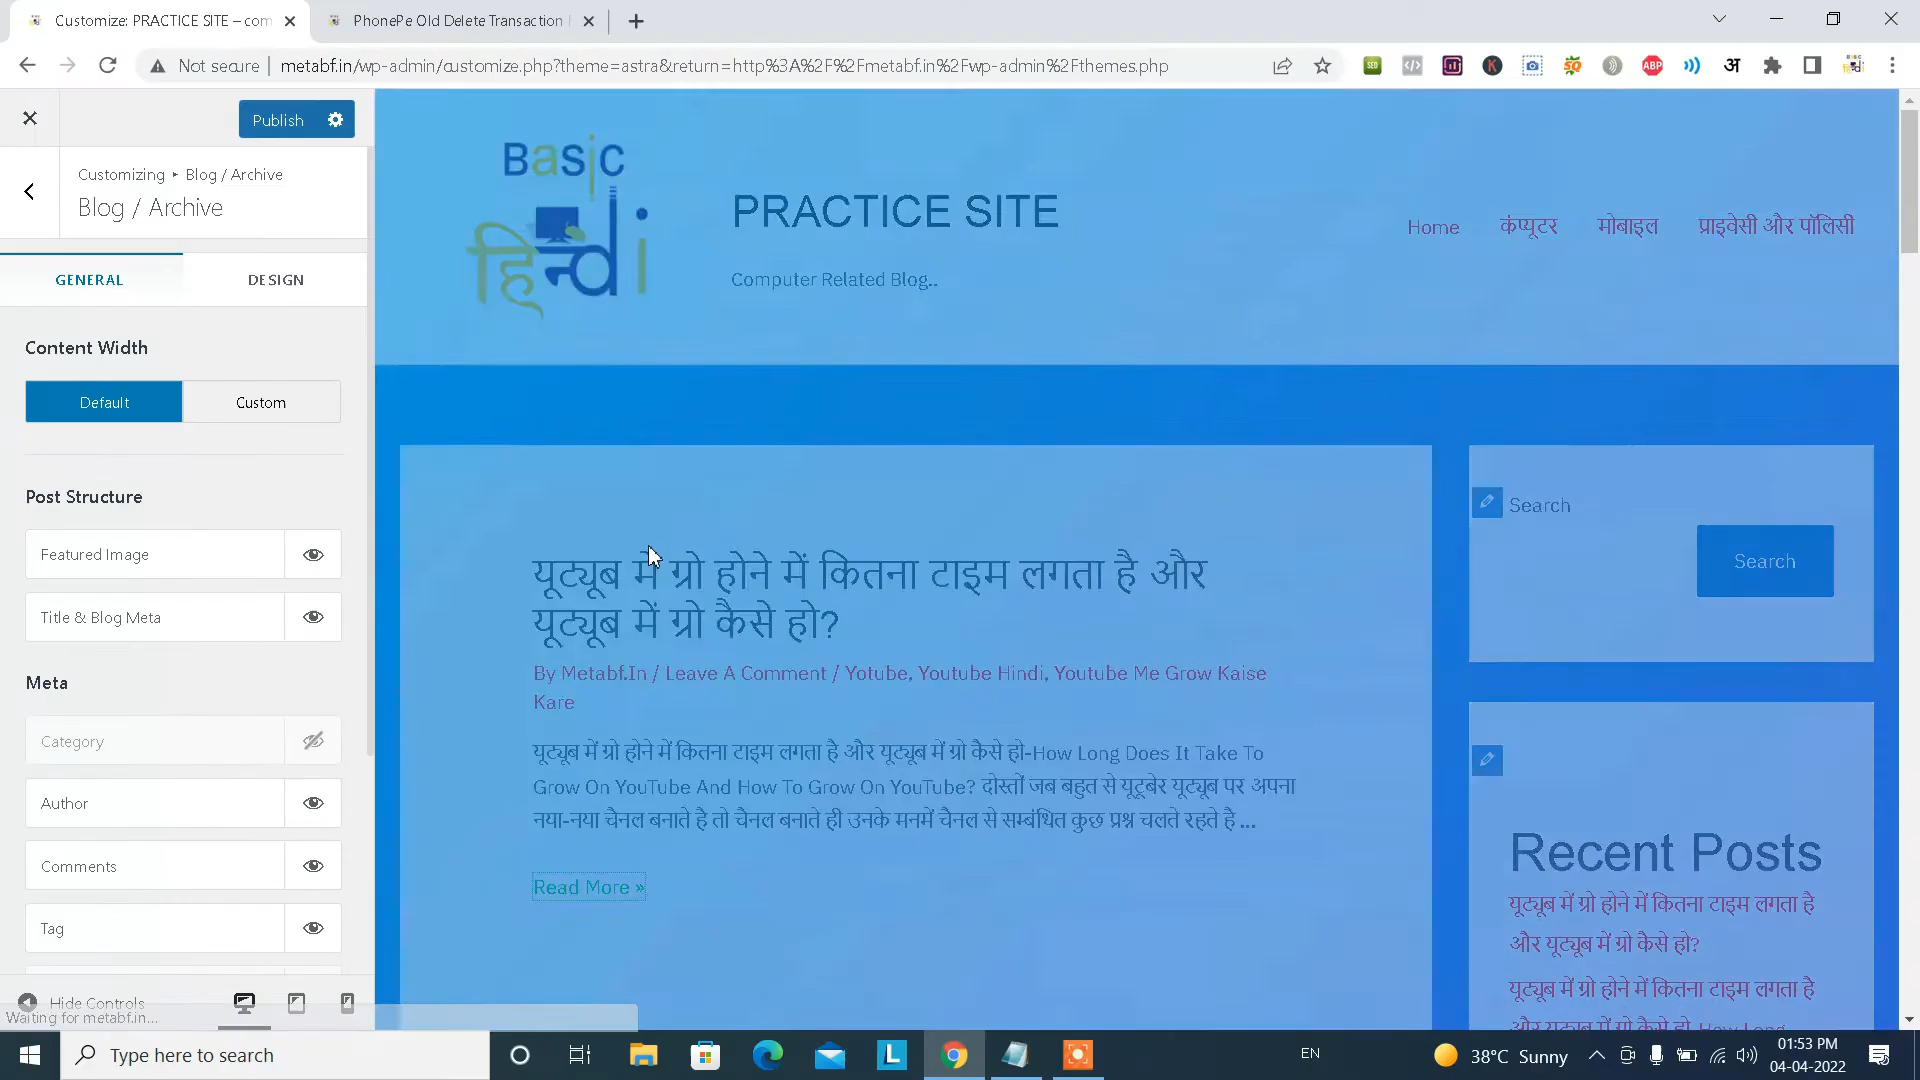 Customize: PRACTICE SITE – com
PhonePe Old Delete Transaction
Not secure
metabf.in/wp-admin/customize.php?theme=astra&return=http%3A%2F%2Fmetabf.in%2Fwp-admin%2Fthemes.php
Publish
Customizing ▸ Blog / Archive
Blog / Archive
GENERAL
DESIGN
Content Width
Default
Custom
Post Structure
Featured Image
Title & Blog Meta
Meta
Category
Author
Comments
Tag
Hide Controls
Waiting for metabf.in...
Basic
हिन्दी
PRACTICE SITE
Computer Related Blog..
Home
कंप्यूटर
मोबाइल
प्राइवेसी और पॉलिसी
यूट्यूब में ग्रो होने में कितना टाइम लगता है और
यूट्यूब में ग्रो कैसे हो?
By Metabf.In / Leave A Comment / Yotube, Youtube Hindi, Youtube Me Grow Kaise
Kare
यूट्यूब में ग्रो होने में कितना टाइम लगता है और यूट्यूब में ग्रो कैसे हो-How Long Does It Take To
Grow On YouTube And How To Grow On YouTube? दोस्तों जब बहुत से यूटूबेर यूट्यूब पर अपना
नया-नया चैनल बनाते है तो चैनल बनाते ही उनके मनमें चैनल से सम्बंधित कुछ प्रश्न चलते रहते है ...
Read More »
Search
Search
Recent Posts
यूट्यूब में ग्रो होने में कितना टाइम लगता है
और यूट्यूब में ग्रो कैसे हो?
यूट्यूब में ग्रो होने में कितना टाइम लगता है
और यूट्यूब में ग्रो कैसे हो-How Long
Type here to search
EN
38°C Sunny
01:53 PM
04-04-2022